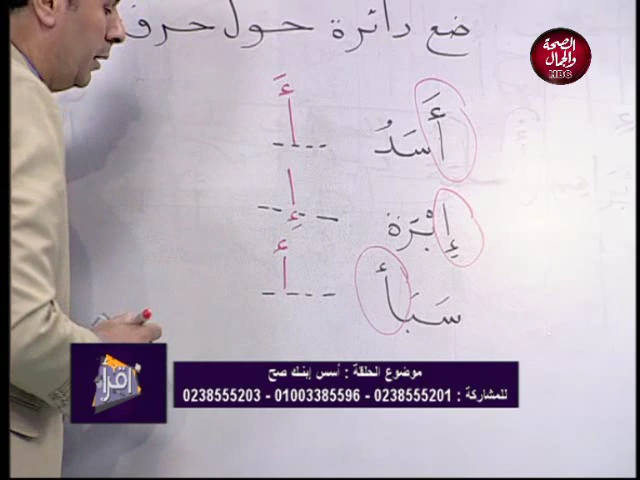 ضع دائرة حول حرف
الصحة
والجمال
HBC
أَ
أَسَدُ
إِ
إِبْرَة
أ
سَبَأ
اقرأ
موضوع الحلقة : أسس إبنك صح
للمشاركة : 0238555201 - 01003385596 - 0238555203